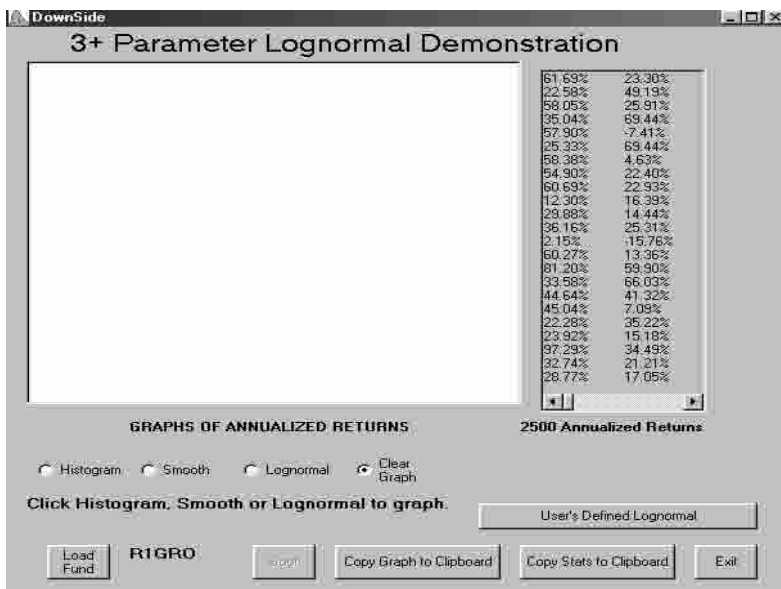 DownSide
3+ Parameter Lognormal Demonstration
61.69% 23.30%
22.58% 49.19%
58.05% 25.91%
35.04% 69.44%
57.90% -7.41%
25.33% 69.44%
58.38% 4.63%
54.90% 22.40%
60.69% 22.93%
12.30% 16.39%
29.88% 14.44%
36.16% 25.31%
2.15% -15.76%
60.27% 13.36%
81.20% 59.90%
33.58% 66.03%
44.64% 41.32%
45.04% 7.09%
22.28% 35.22%
23.92% 15.18%
97.29% 34.49%
32.74% 21.21%
28.77% 17.05%
GRAPHS OF ANNUALIZED RETURNS
2500 Annualized Returns
Histogram Smooth Lognormal Clear Graph
Click Histogram, Smooth or Lognormal to graph.
User's Defined Lognormal
Load Fund
R1GRO
Copy Graph to Clipboard
Copy Stats to Clipboard
Exit